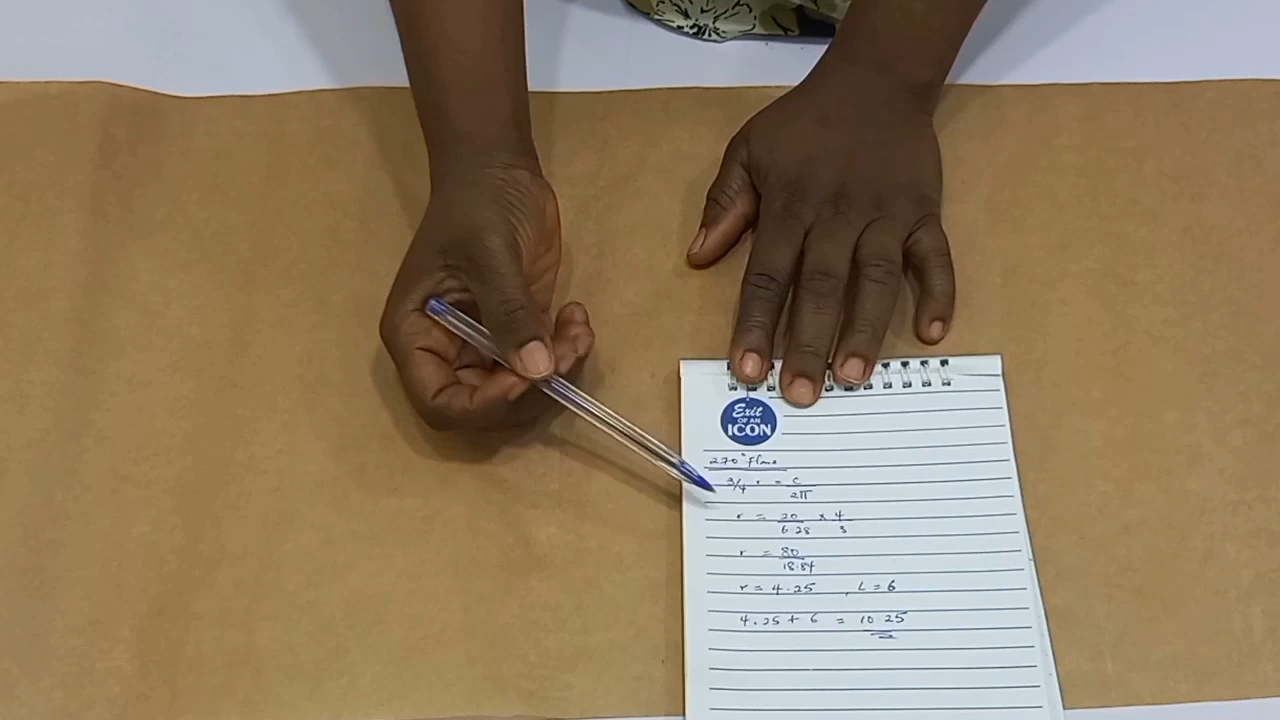 Exit
OF AN
ICON
270° Flare
3/4 r = C/2π
r = 20/6.28 × 4/3
r = 80/18.84
r = 4.25 , L = 6
4.25 + 6 = 10.25